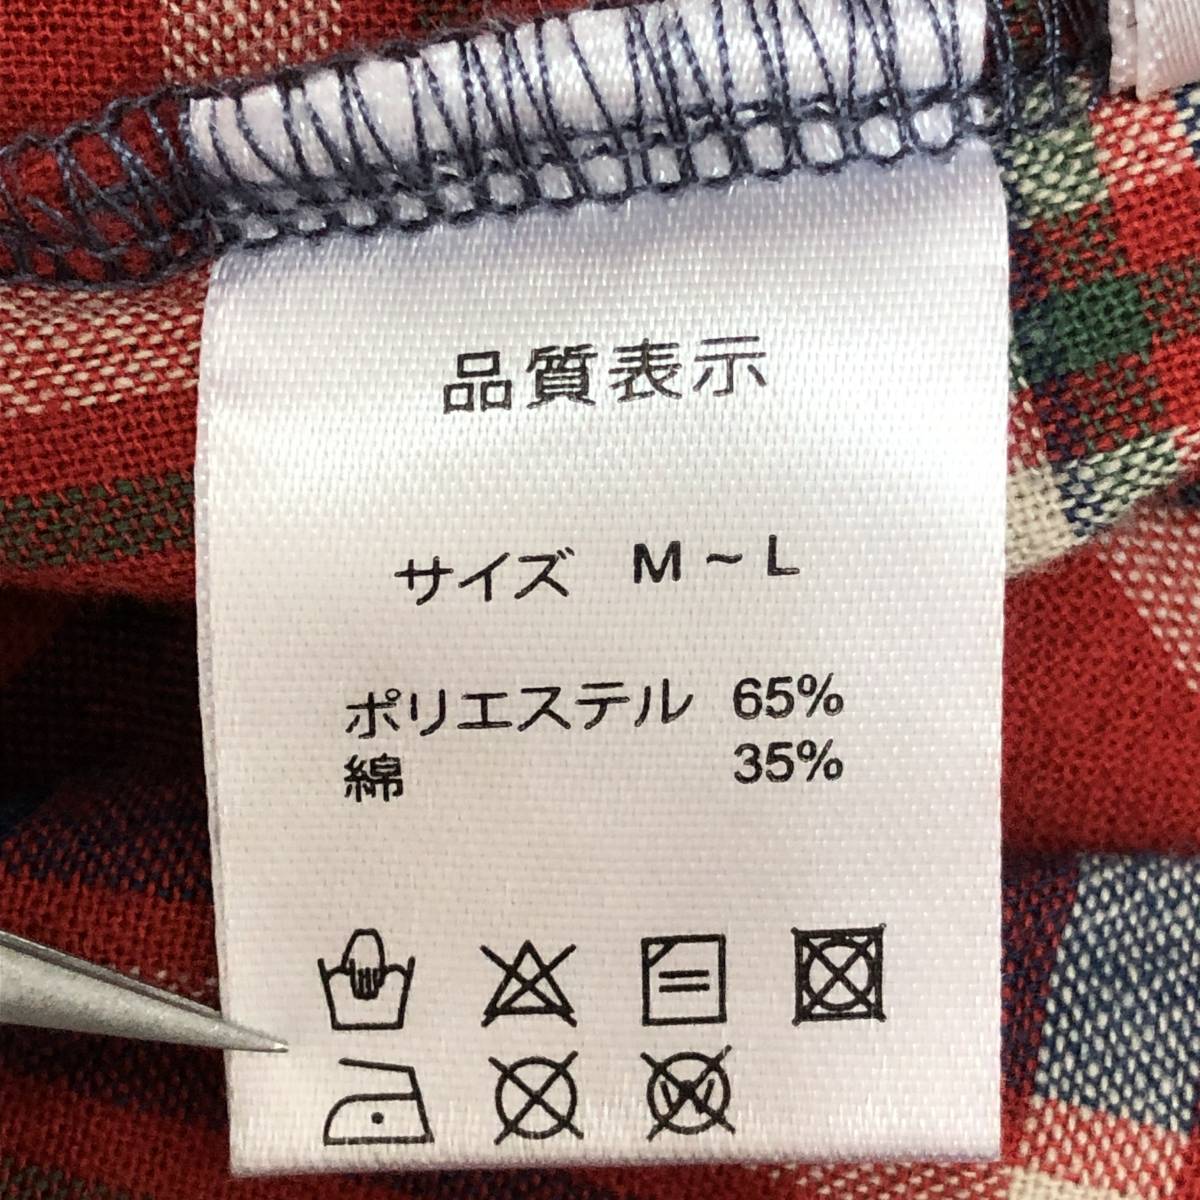 品質表示
サイズ M ~ L
ポリエステル 65%
綿 35%
W